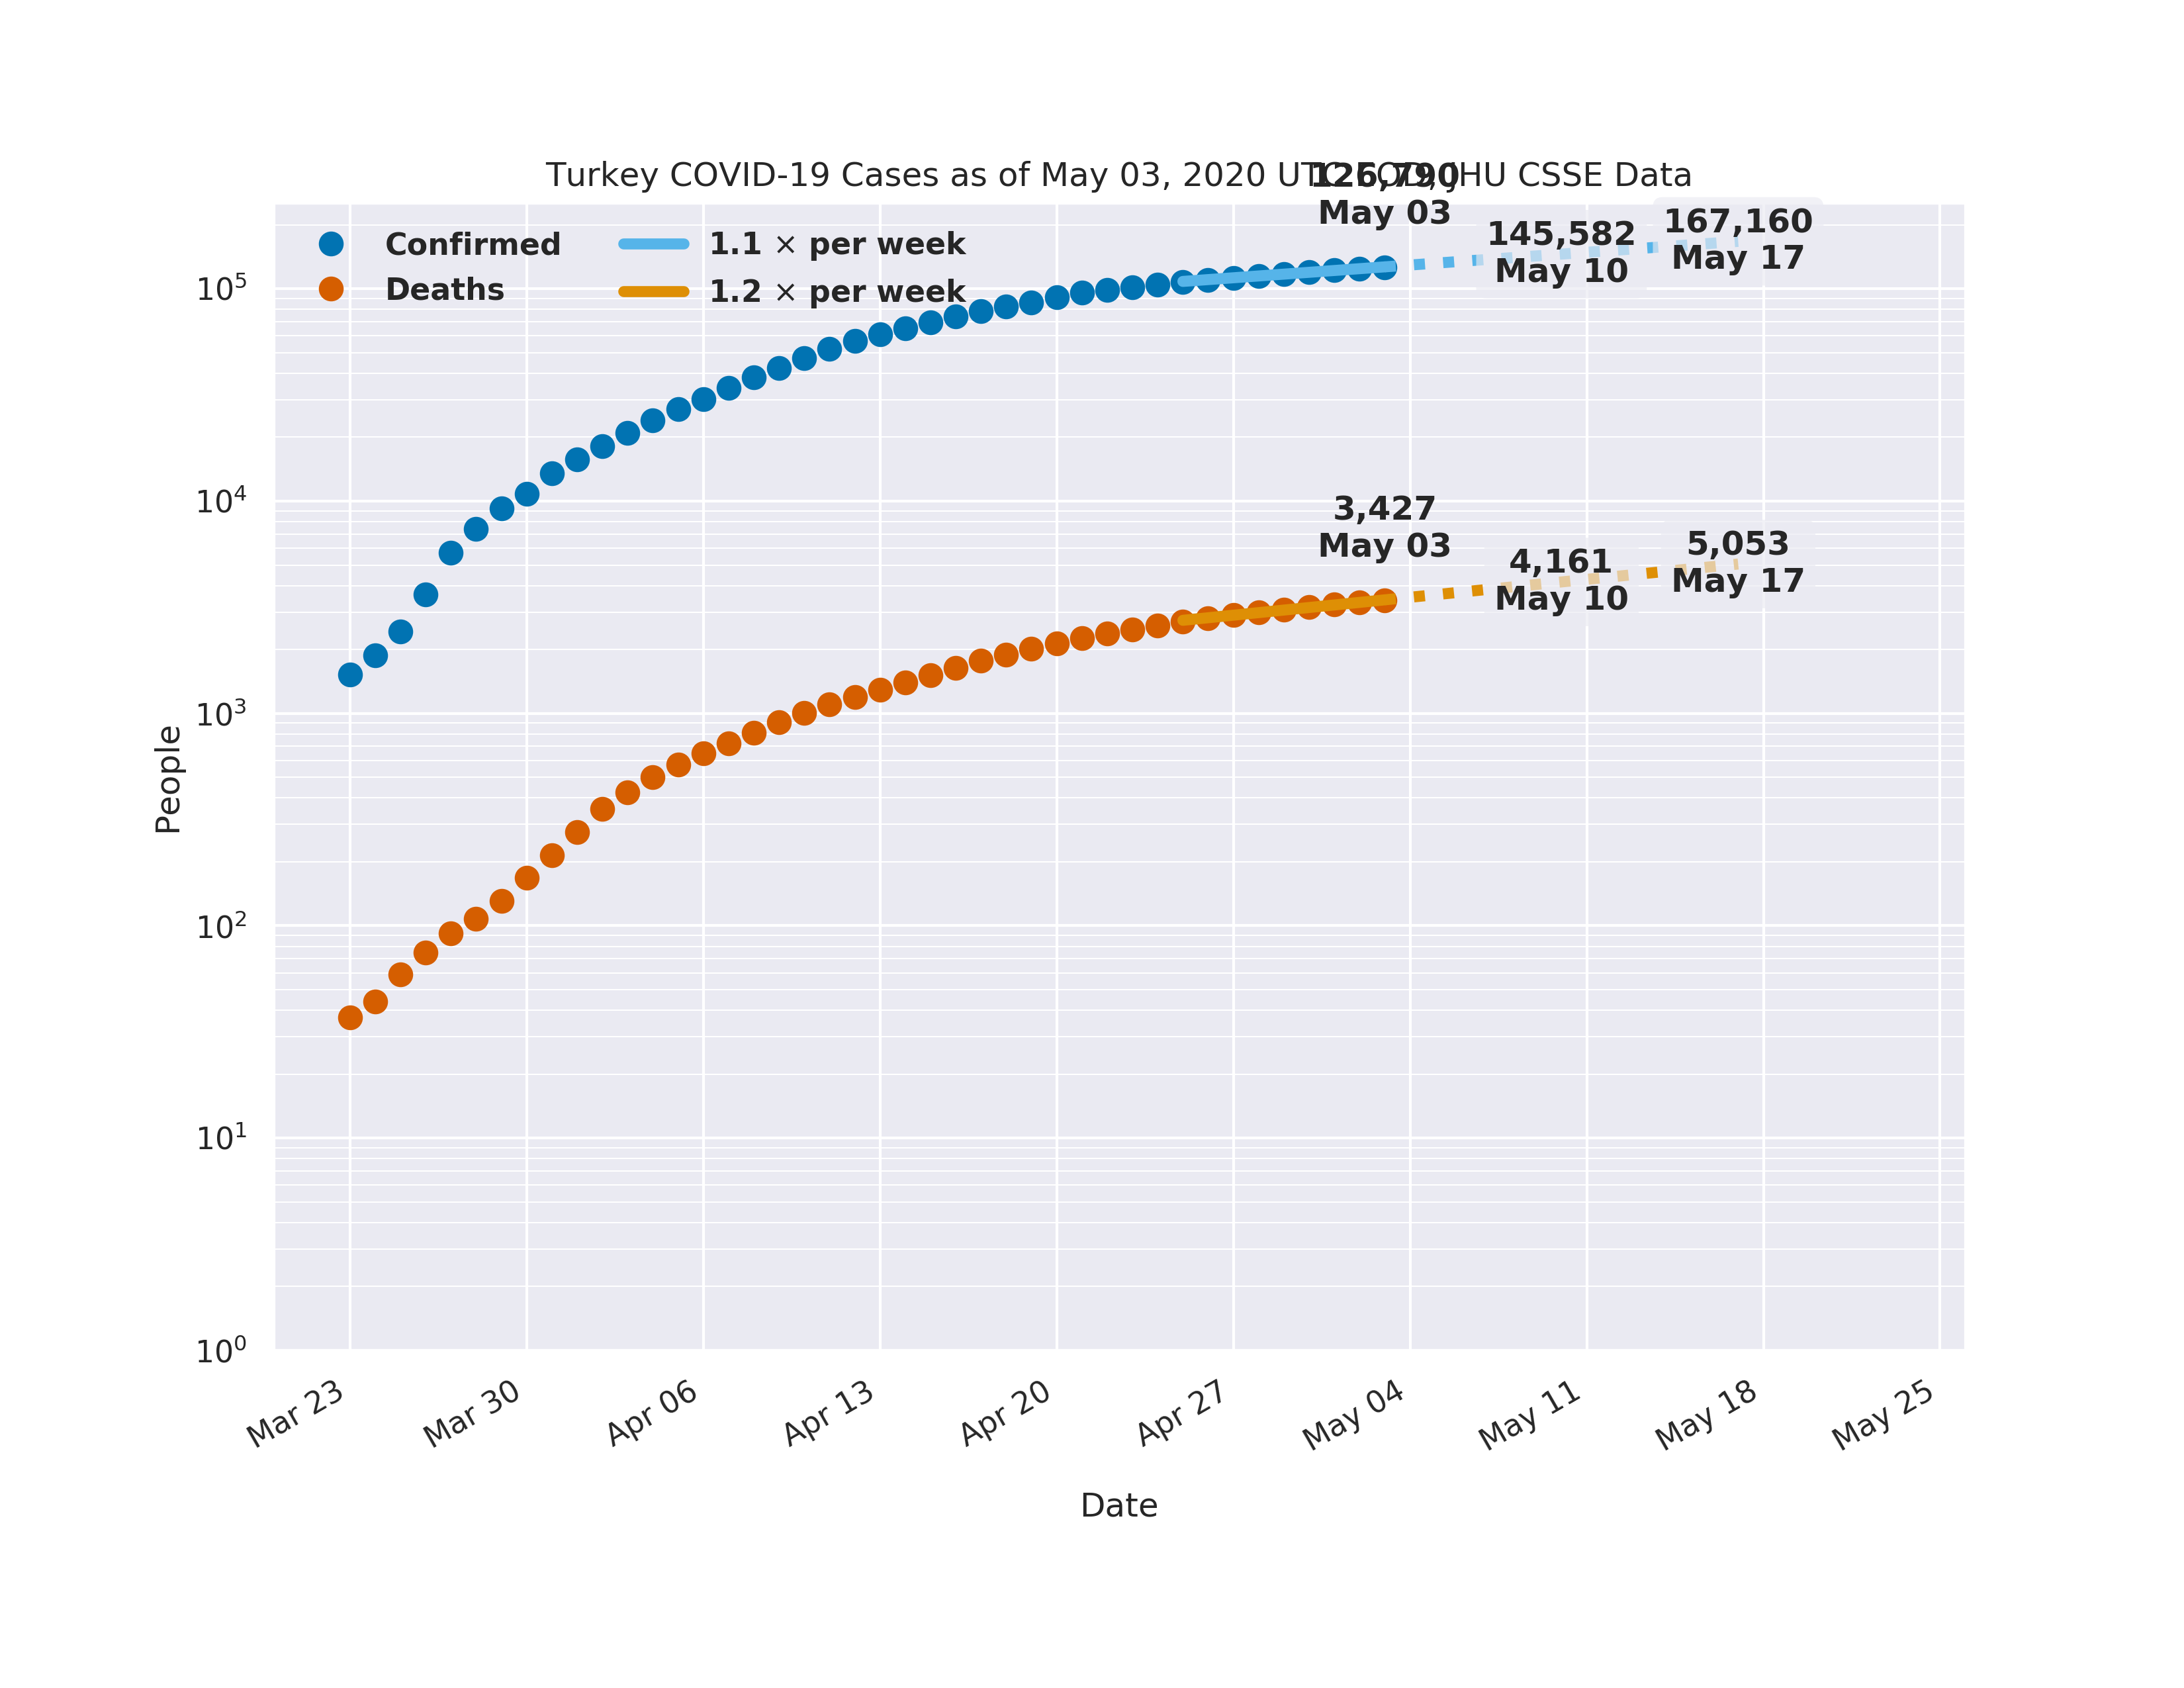 Turkey COVID-19 Cases as of May 03, 2020 UTC EOD, JHU CSSE Data
126,790
May 03
145,582
May 10
167,160
May 17
Confirmed
Deaths
1.1 × per week
1.2 × per week
3,427
May 03
4,161
May 10
5,053
May 17
People
10⁵
10⁴
10³
10²
10¹
10⁰
Mar 23
Mar 30
Apr 06
Apr 13
Apr 20
Apr 27
May 04
May 11
May 18
May 25
Date